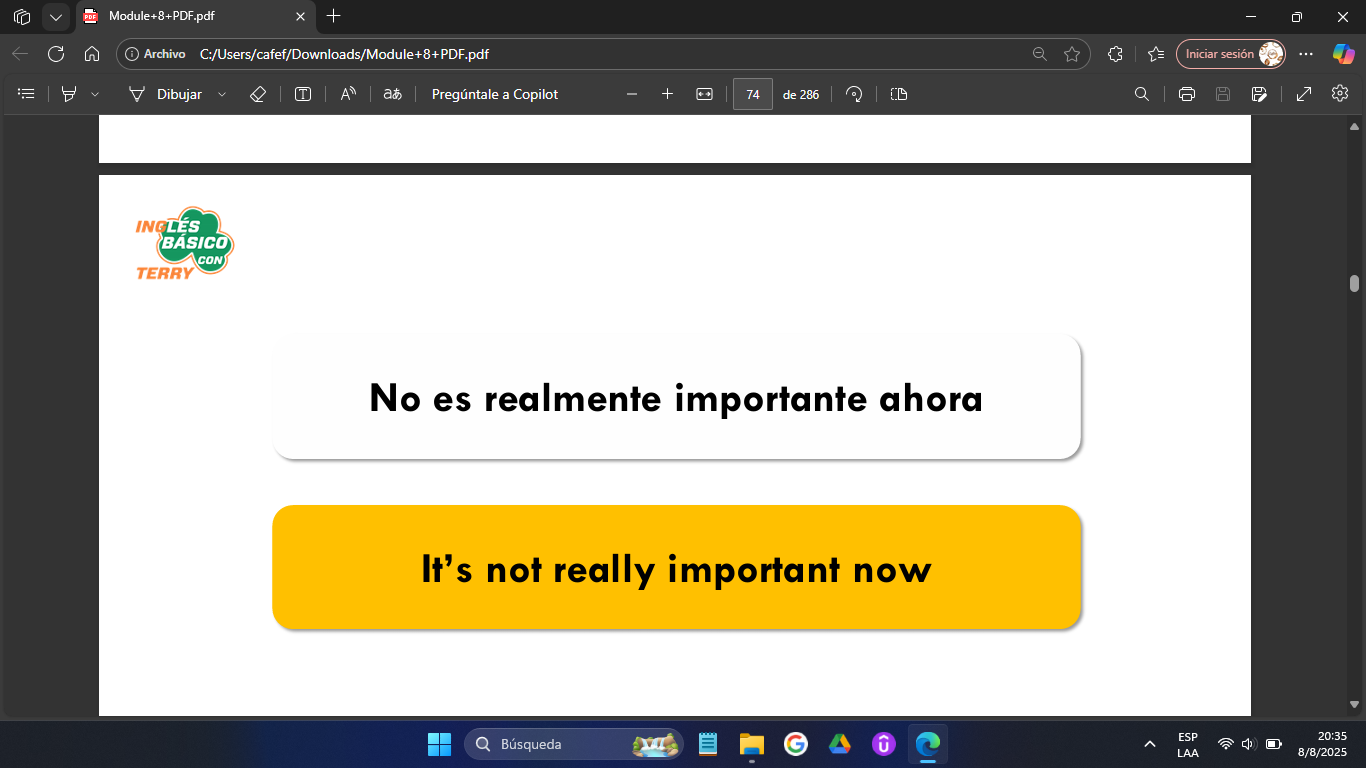 Module+8+PDF.pdf
Archivo C:/Users/cafef/Downloads/Module+8+PDF.pdf
Iniciar sesión
Dibujar
Pregúntale a Copilot
74 de 286
INGLÉS
BÁSICO
CON
TERRY
No es realmente importante ahora
It's not really important now
Búsqueda
ESP
LAA
20:35
8/8/2025